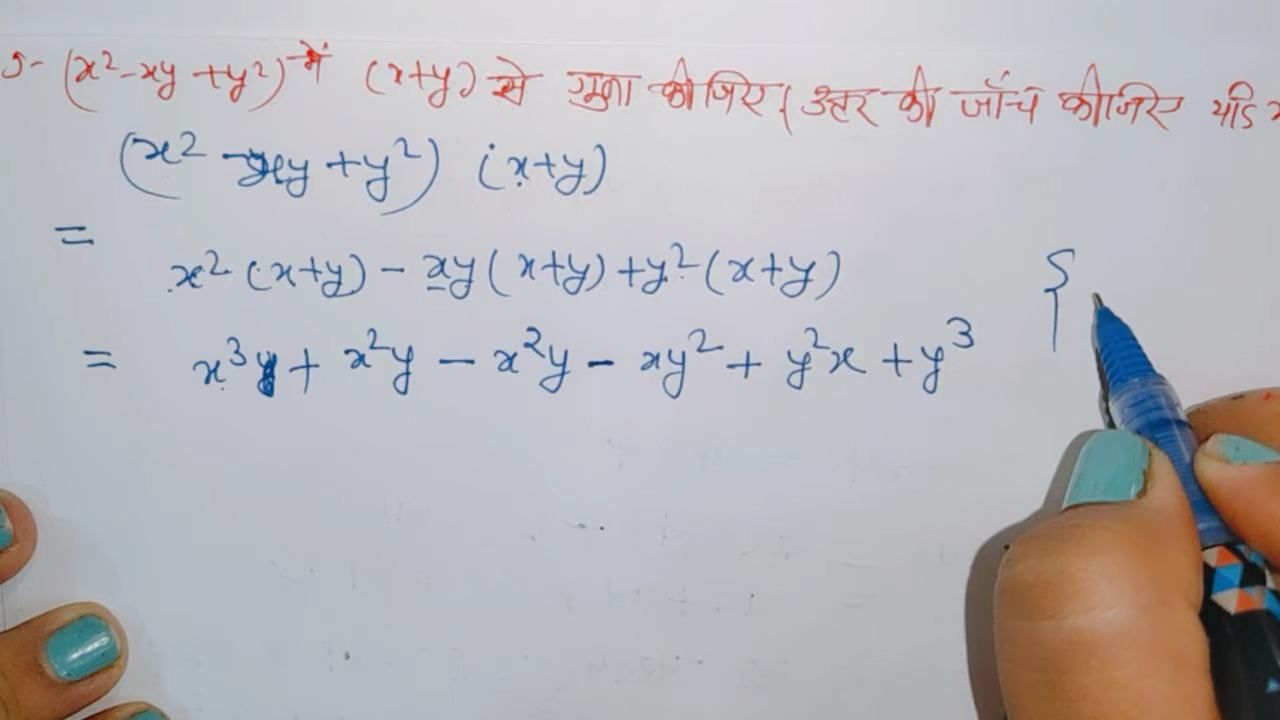 5- (x²-xy+y²) में (x+y) से गुणा कीजिए। उत्तर की जाँच कीजिए यदि
(x² - xy + y²) (x+y)
=
x² (x+y) - xy (x+y) + y² (x+y)
= x³ + x²y - x²y - xy² + y²x + y³